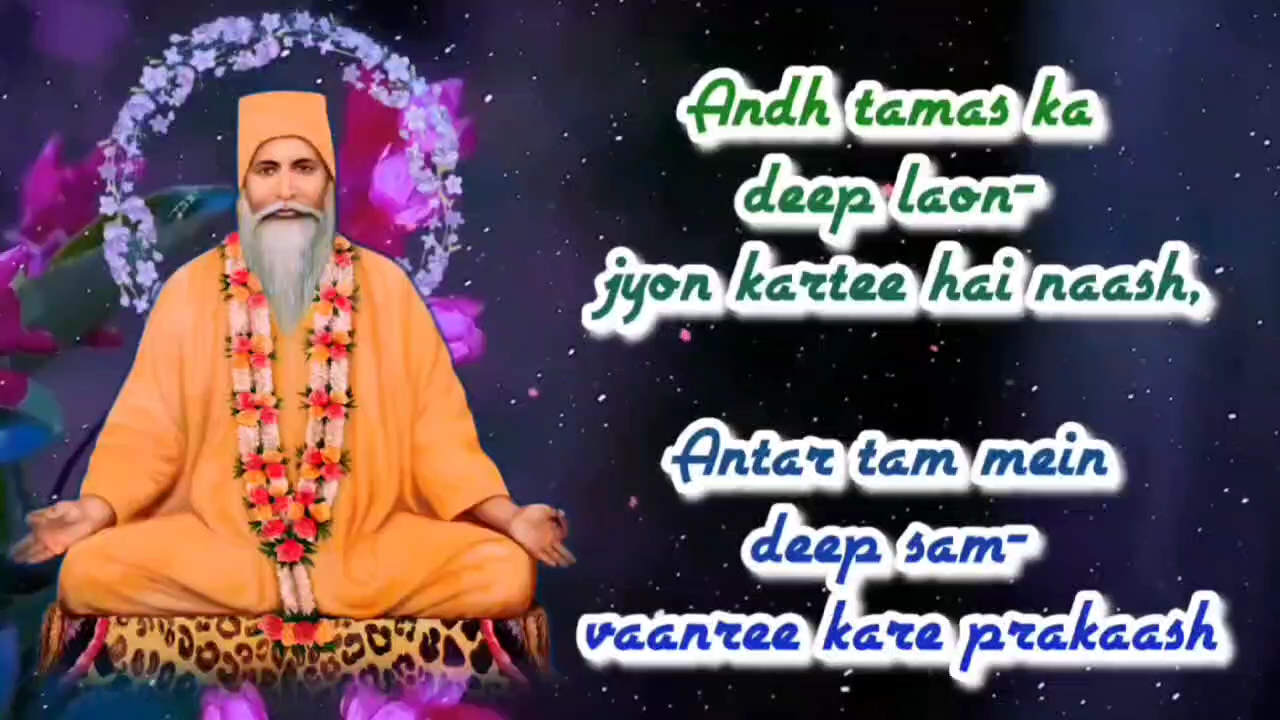 Andh tamas ka
deep laon-
jyon kartee hai naash,
Antar tam mein
deep sam-
vaanree kare prakaash